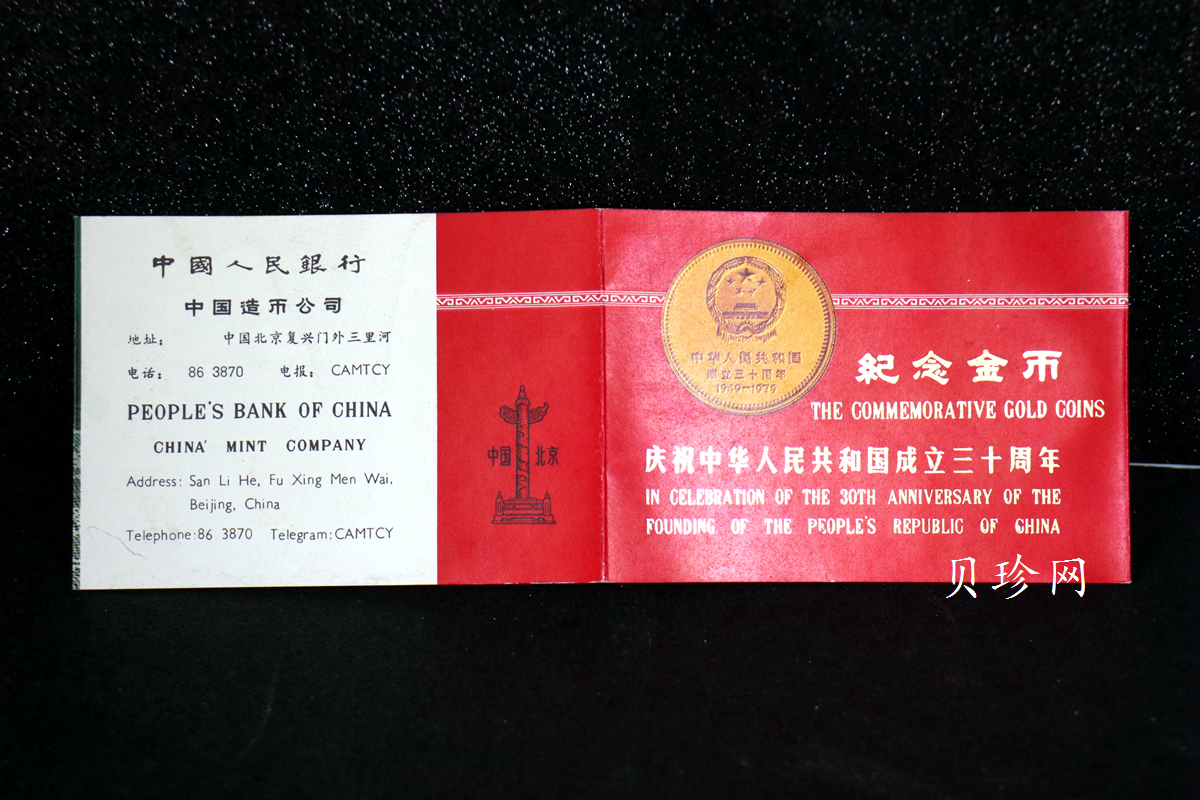 中國人民銀行
中国造币公司
地址： 中国北京复兴门外三里河
电话： 86 3870 电报： CAMTCY
PEOPLE'S BANK OF CHINA
CHINA' MINT COMPANY
Address: San Li He, Fu Xing Men Wai,
Beijing, China
Telephone:86 3870 Telegram:CAMTCY
中国 北京
中华人民共和国
成立三十周年
1949-1979
紀念金币
THE COMMEMORATIVE GOLD COINS
庆祝中华人民共和国成立三十周年
IN CELEBRATION OF THE 30TH ANNIVERSARY OF THE
FOUNDING OF THE PEOPLE'S REPUBLIC OF CHINA
贝珍网